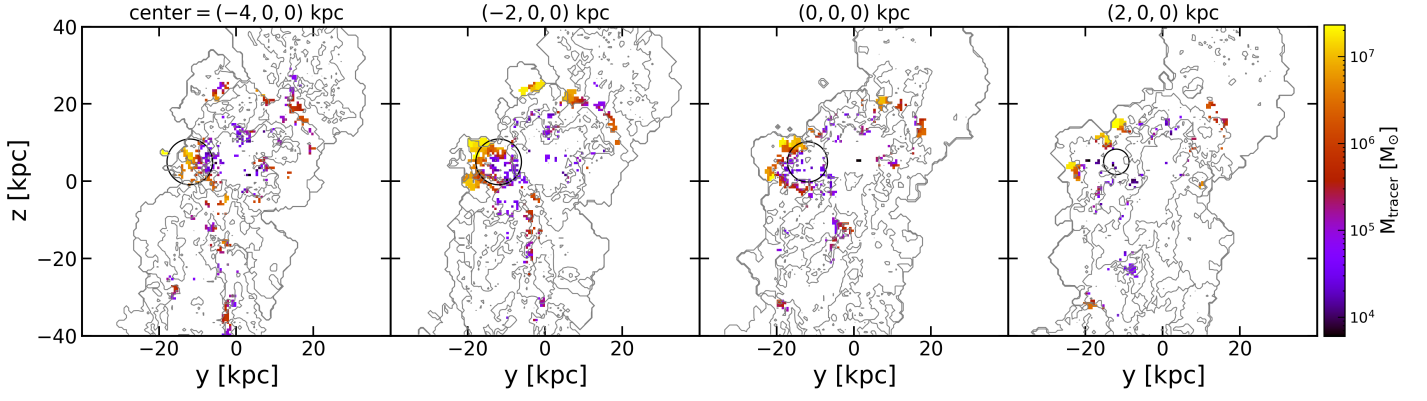 center = (−4, 0, 0) kpc
(−2, 0, 0) kpc
(0, 0, 0) kpc
(2, 0, 0) kpc
40
20
0
−20
−40
z [kpc]
−20 0 20
−20 0 20
−20 0 20
−20 0 20
y [kpc]
y [kpc]
y [kpc]
y [kpc]
10⁷
10⁶
10⁵
10⁴
M_tracer [M_⊙]